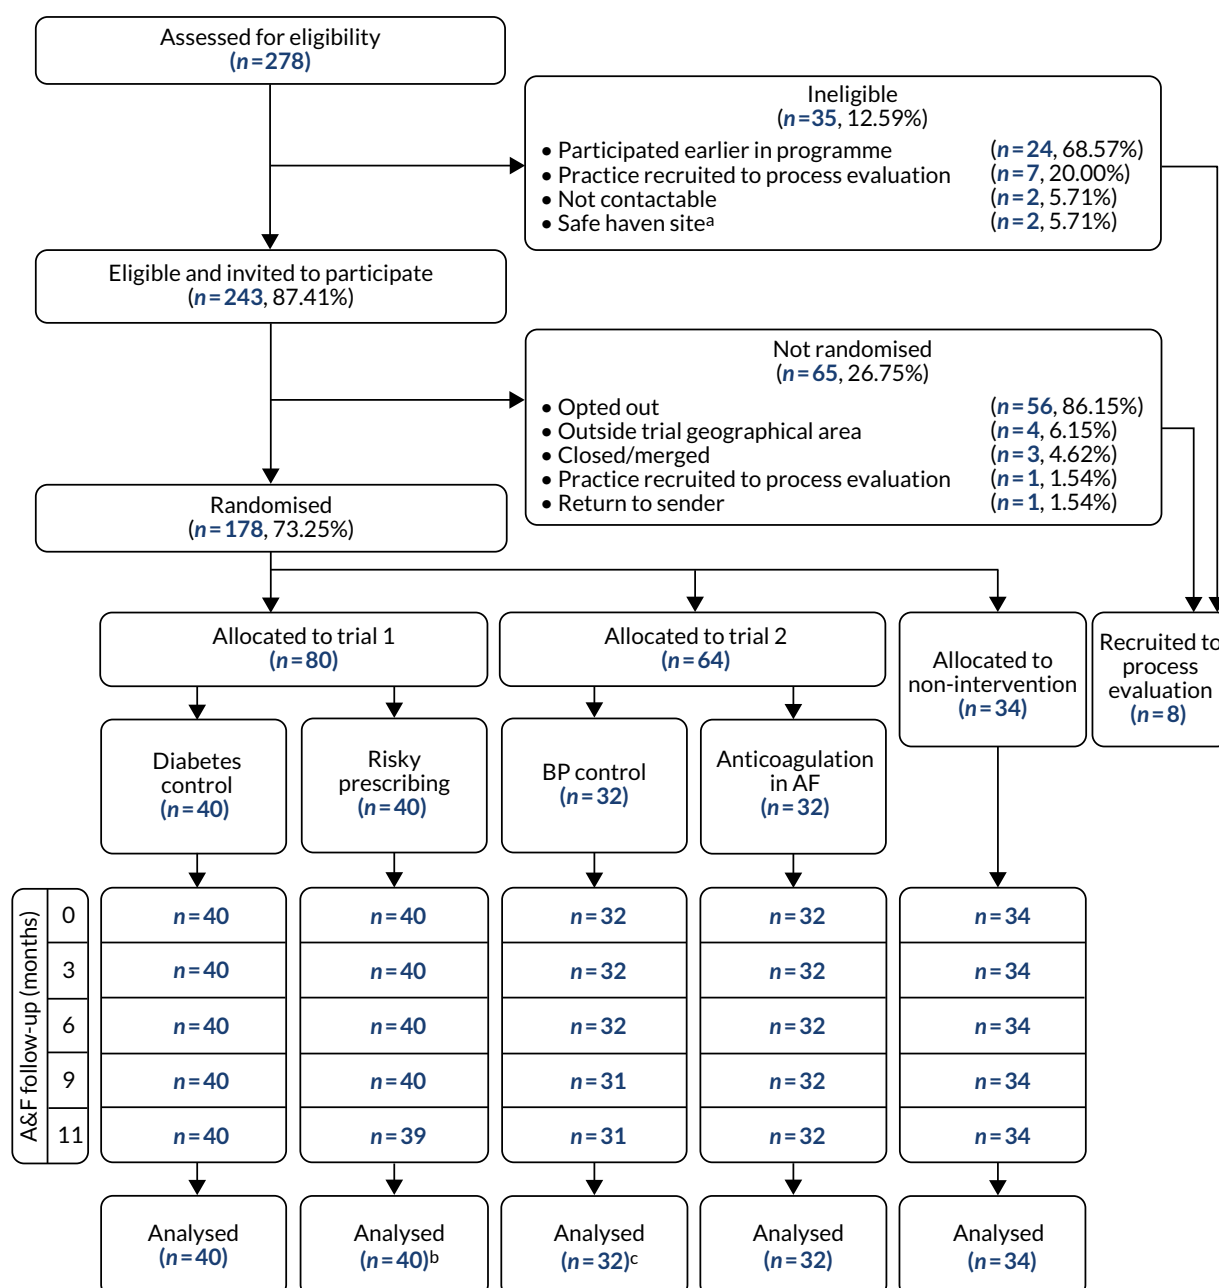 Assessed for eligibility
(n=278)
Ineligible
(n=35, 12.59%)
• Participated earlier in programme (n=24, 68.57%)
• Practice recruited to process evaluation (n=7, 20.00%)
• Not contactable (n=2, 5.71%)
• Safe haven siteᵃ (n=2, 5.71%)
Eligible and invited to participate
(n=243, 87.41%)
Not randomised
(n=65, 26.75%)
• Opted out (n=56, 86.15%)
• Outside trial geographical area (n=4, 6.15%)
• Closed/merged (n=3, 4.62%)
• Practice recruited to process evaluation (n=1, 1.54%)
• Return to sender (n=1, 1.54%)
Randomised
(n=178, 73.25%)
Allocated to trial 1
(n=80)
Allocated to trial 2
(n=64)
Allocated to
non-intervention
(n=34)
Recruited to
process
evaluation
(n=8)
Diabetes
control
(n=40)
Risky
prescribing
(n=40)
BP control
(n=32)
Anticoagulation
in AF
(n=32)
A&F follow-up (months)
0 n=40 n=40 n=32 n=32 n=34
3 n=40 n=40 n=32 n=32 n=34
6 n=40 n=40 n=32 n=32 n=34
9 n=40 n=40 n=31 n=32 n=34
11 n=40 n=39 n=31 n=32 n=34
Analysed
(n=40)
Analysed
(n=40)ᵇ
Analysed
(n=32)ᶜ
Analysed
(n=32)
Analysed
(n=34)